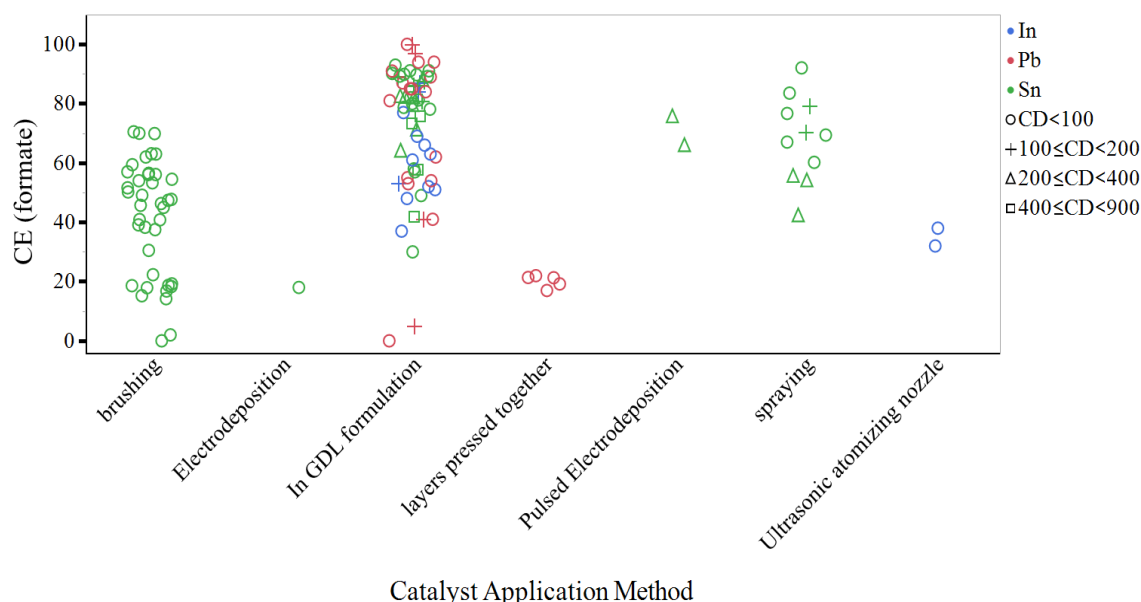 100
80
60
40
20
0
CE (formate)
brushing
Electrodeposition
In GDL formulation
layers pressed together
Pulsed Electrodeposition
spraying
Ultrasonic atomizing nozzle
Catalyst Application Method
In
Pb
Sn
CD<100
100≤CD<200
200≤CD<400
400≤CD<900